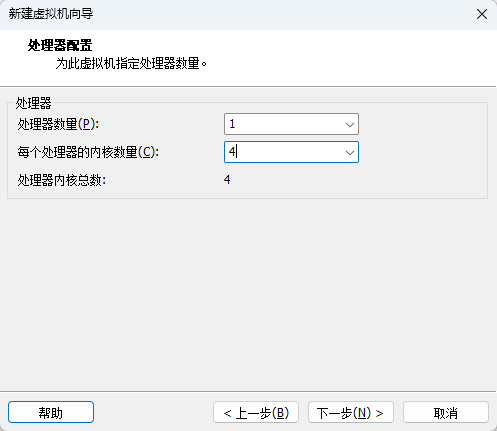 新建虚拟机向导
处理器配置
为此虚拟机指定处理器数量。
处理器
处理器数量(P): 1
每个处理器的内核数量(C): 4
处理器内核总数: 4
帮助 < 上一步(B) 下一步(N) > 取消